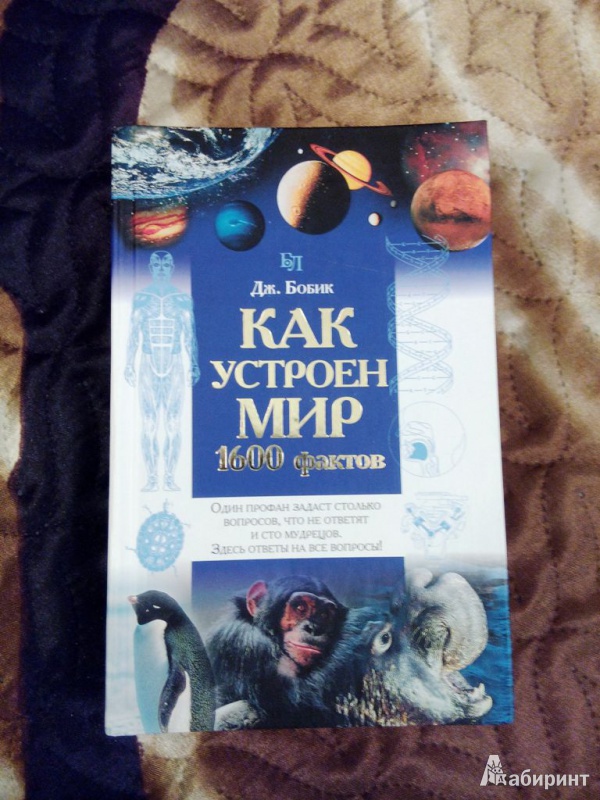 БЛ
Дж. Бобик
КАК
УСТРОЕН
МИР
1600 фактов
Один профан задаст столько
вопросов, что не ответят
и сто мудрецов.
Здесь ответы на все вопросы!
Лабиринт